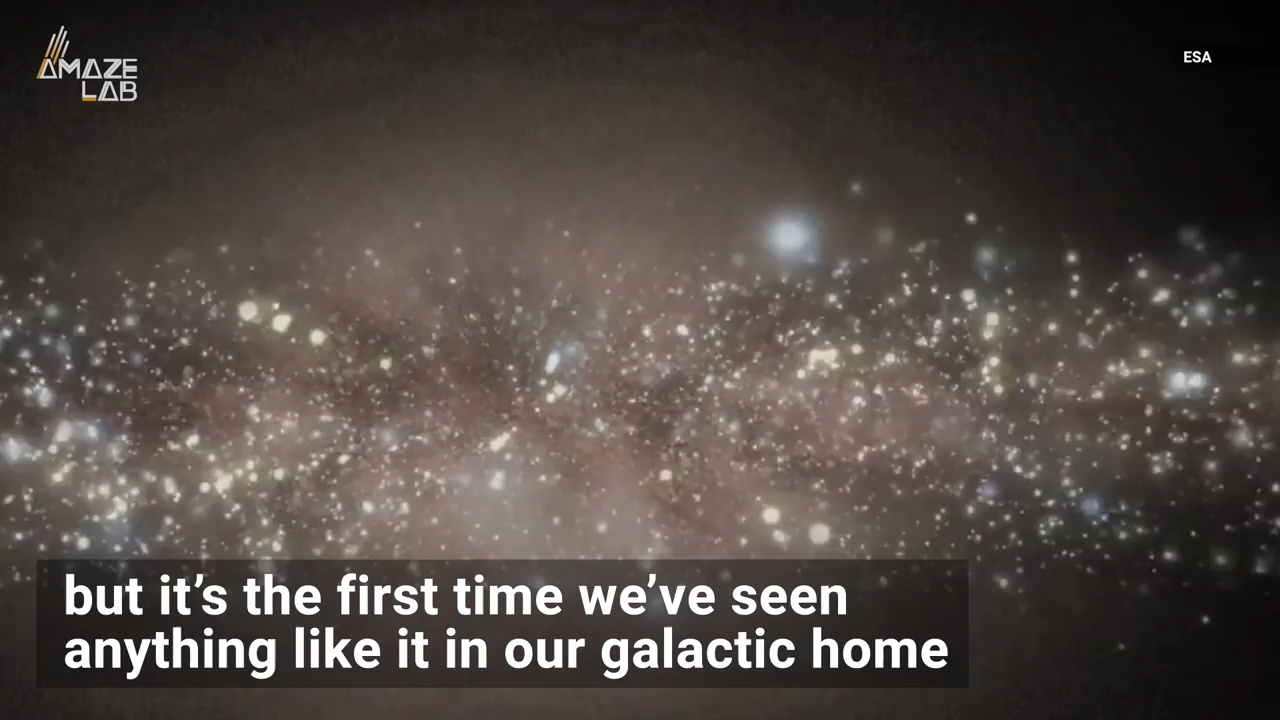 AMAZE
LAB
ESA
but it’s the first time we’ve seen
anything like it in our galactic home